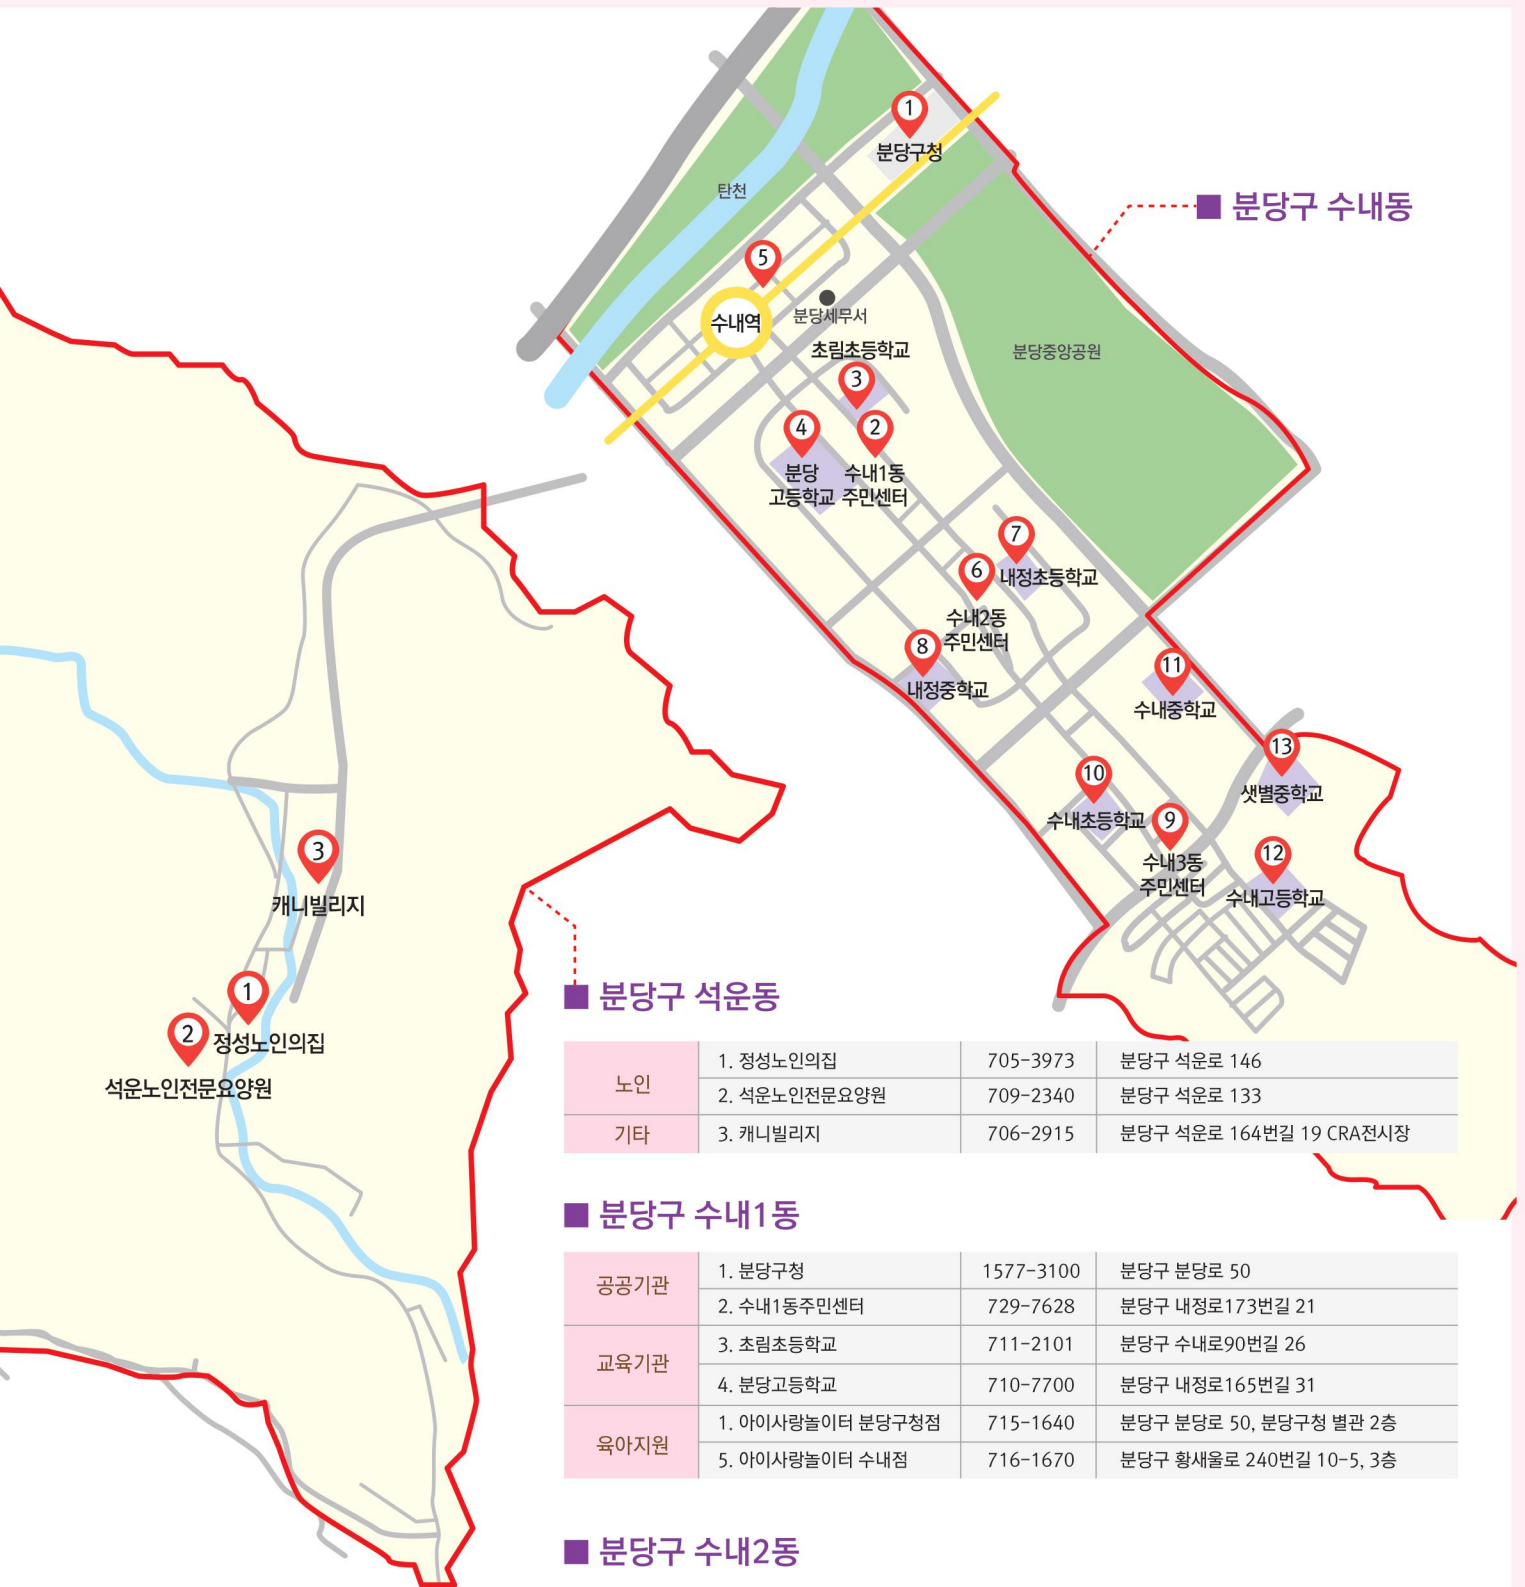 1
분당구청
탄천
분당구 수내동
5
수내역
분당세무서
초림초등학교
3
분당중앙공원
4
2
분당
고등학교
수내1동
주민센터
7
내정초등학교
6
수내2동
주민센터
8
내정중학교
11
수내중학교
13
샛별중학교
10
수내초등학교
9
수내3동
주민센터
12
수내고등학교
3
캐니빌리지
1
정성노인의집
2
석운노인전문요양원
분당구 석운동
노인
1. 정성노인의집 705-3973 분당구 석운로 146
2. 석운노인전문요양원 709-2340 분당구 석운로 133
기타 3. 캐니빌리지 706-2915 분당구 석운로 164번길 19 CRA전시장
분당구 수내1동
공공기관
1. 분당구청 1577-3100 분당구 분당로 50
2. 수내1동주민센터 729-7628 분당구 내정로173번길 21
교육기관
3. 초림초등학교 711-2101 분당구 수내로90번길 26
4. 분당고등학교 710-7700 분당구 내정로165번길 31
육아지원
1. 아이사랑놀이터 분당구청점 715-1640 분당구 분당로 50, 분당구청 별관 2층
5. 아이사랑놀이터 수내점 716-1670 분당구 황새울로 240번길 10-5, 3층
분당구 수내2동